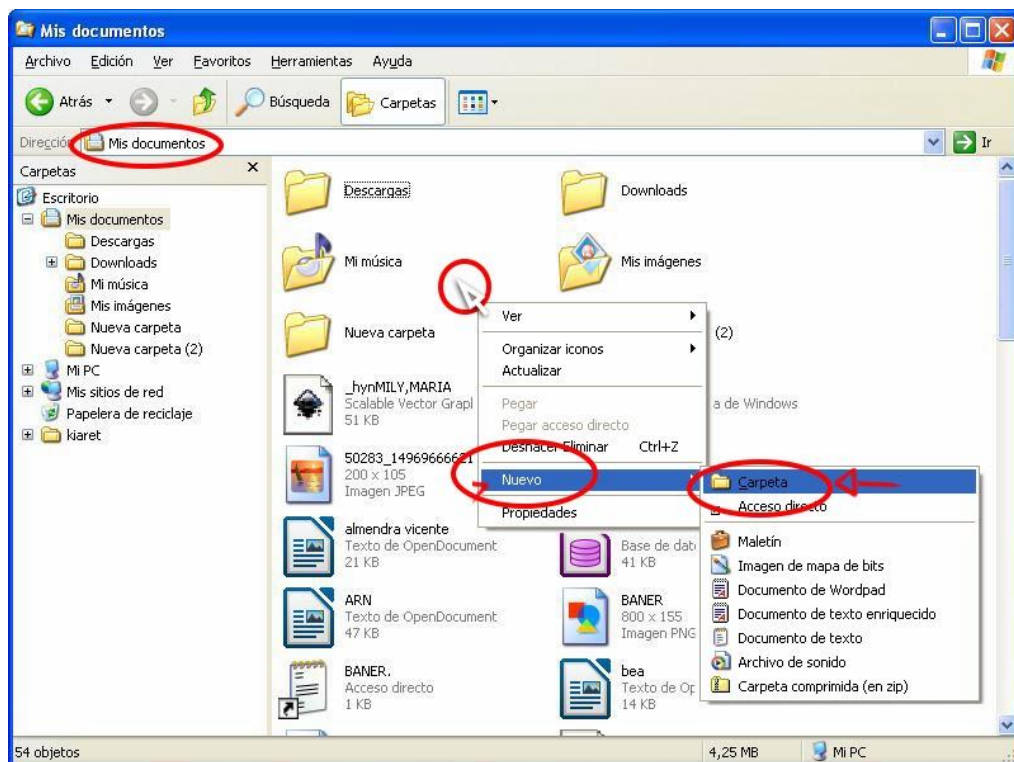 Mis documentos
Archivo Edición Ver Favoritos Herramientas Ayuda
Atrás Búsqueda Carpetas
Dirección Mis documentos Ir
Carpetas
Escritorio
Mis documentos
Descargas
Downloads
Mi música
Mis imágenes
Nueva carpeta
Nueva carpeta (2)
Mi PC
Mis sitios de red
Papelera de reciclaje
kiaret
Descargas
Downloads
Mi música
Mis imágenes
Nueva carpeta
(2)
_hynMILY,MARIA
Scalable Vector Grapl
51 KB
a de Windows
50283_14969666621
200 x 105
Imagen JPEG
almendra vicente
Texto de OpenDocument
21 KB
Base de dat
41 KB
ARN
Texto de OpenDocument
47 KB
BANER
800 x 155
Imagen PNG
BANER.
Acceso directo
1 KB
bea
Texto de Op
14 KB
Ver
Organizar iconos
Actualizar
Pegar
Pegar acceso directo
Deshacer Eliminar Ctrl+Z
Nuevo
Propiedades
Carpeta
Acceso directo
Maletín
Imagen de mapa de bits
Documento de Wordpad
Documento de texto enriquecido
Documento de texto
Archivo de sonido
Carpeta comprimida (en zip)
54 objetos 4,25 MB Mi PC